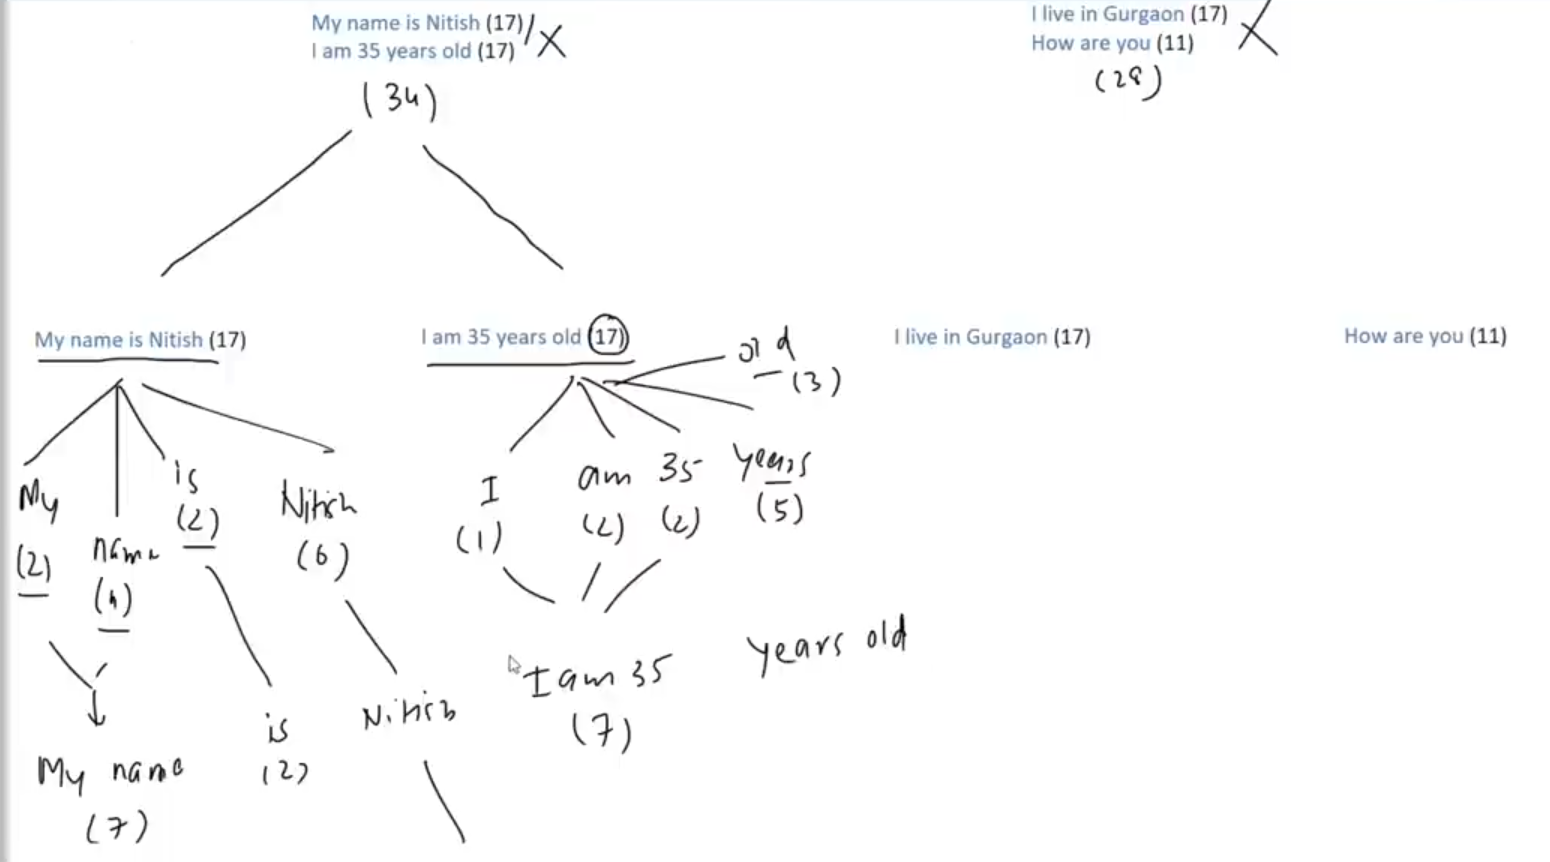 My name is Nitish (17)
I am 35 years old (17)
(34)
I live in Gurgaon (17)
How are you (11)
(28)
My name is Nitish (17)
I am 35 years old (17)
I live in Gurgaon (17)
How are you (11)
old
(3)
My
(2)
name
(4)
is
(2)
Nitish
(6)
I
(1)
am
(2)
35
(2)
years
(5)
I am 35
(7)
years old
My name
(7)
is
(2)
Nitish